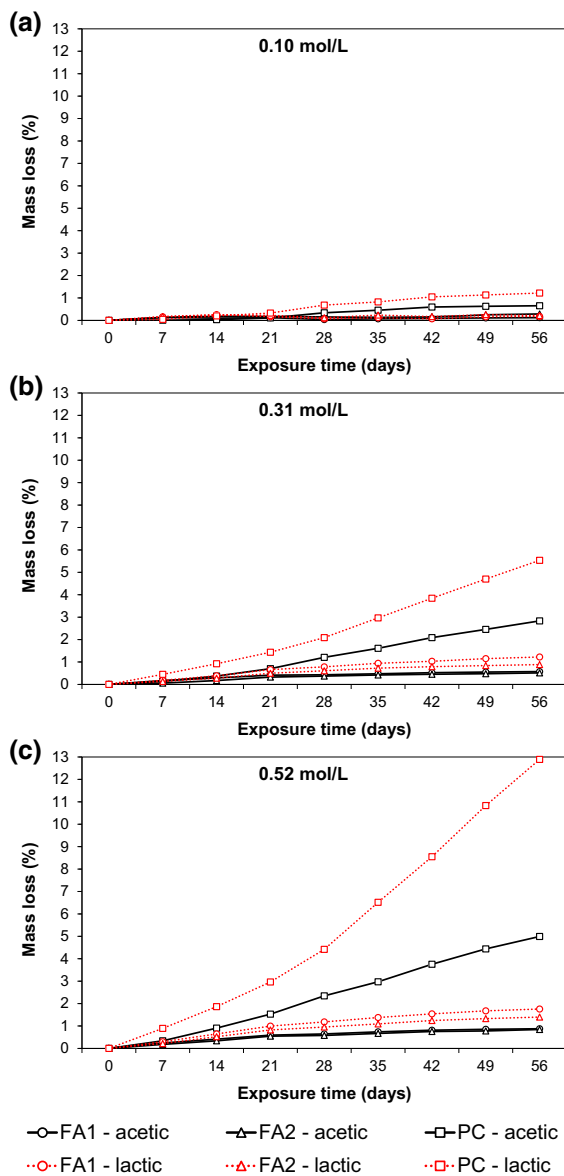 (a)
0.10 mol/L
13
12
11
10
9
8
7
6
5
4
3
2
1
0
Mass loss (%)
0 7 14 21 28 35 42 49 56
Exposure time (days)
(b)
0.31 mol/L
13
12
11
10
9
8
7
6
5
4
3
2
1
0
Mass loss (%)
0 7 14 21 28 35 42 49 56
Exposure time (days)
(c)
0.52 mol/L
13
12
11
10
9
8
7
6
5
4
3
2
1
0
Mass loss (%)
0 7 14 21 28 35 42 49 56
Exposure time (days)
FA1 - acetic FA2 - acetic PC - acetic
FA1 - lactic FA2 - lactic PC - lactic